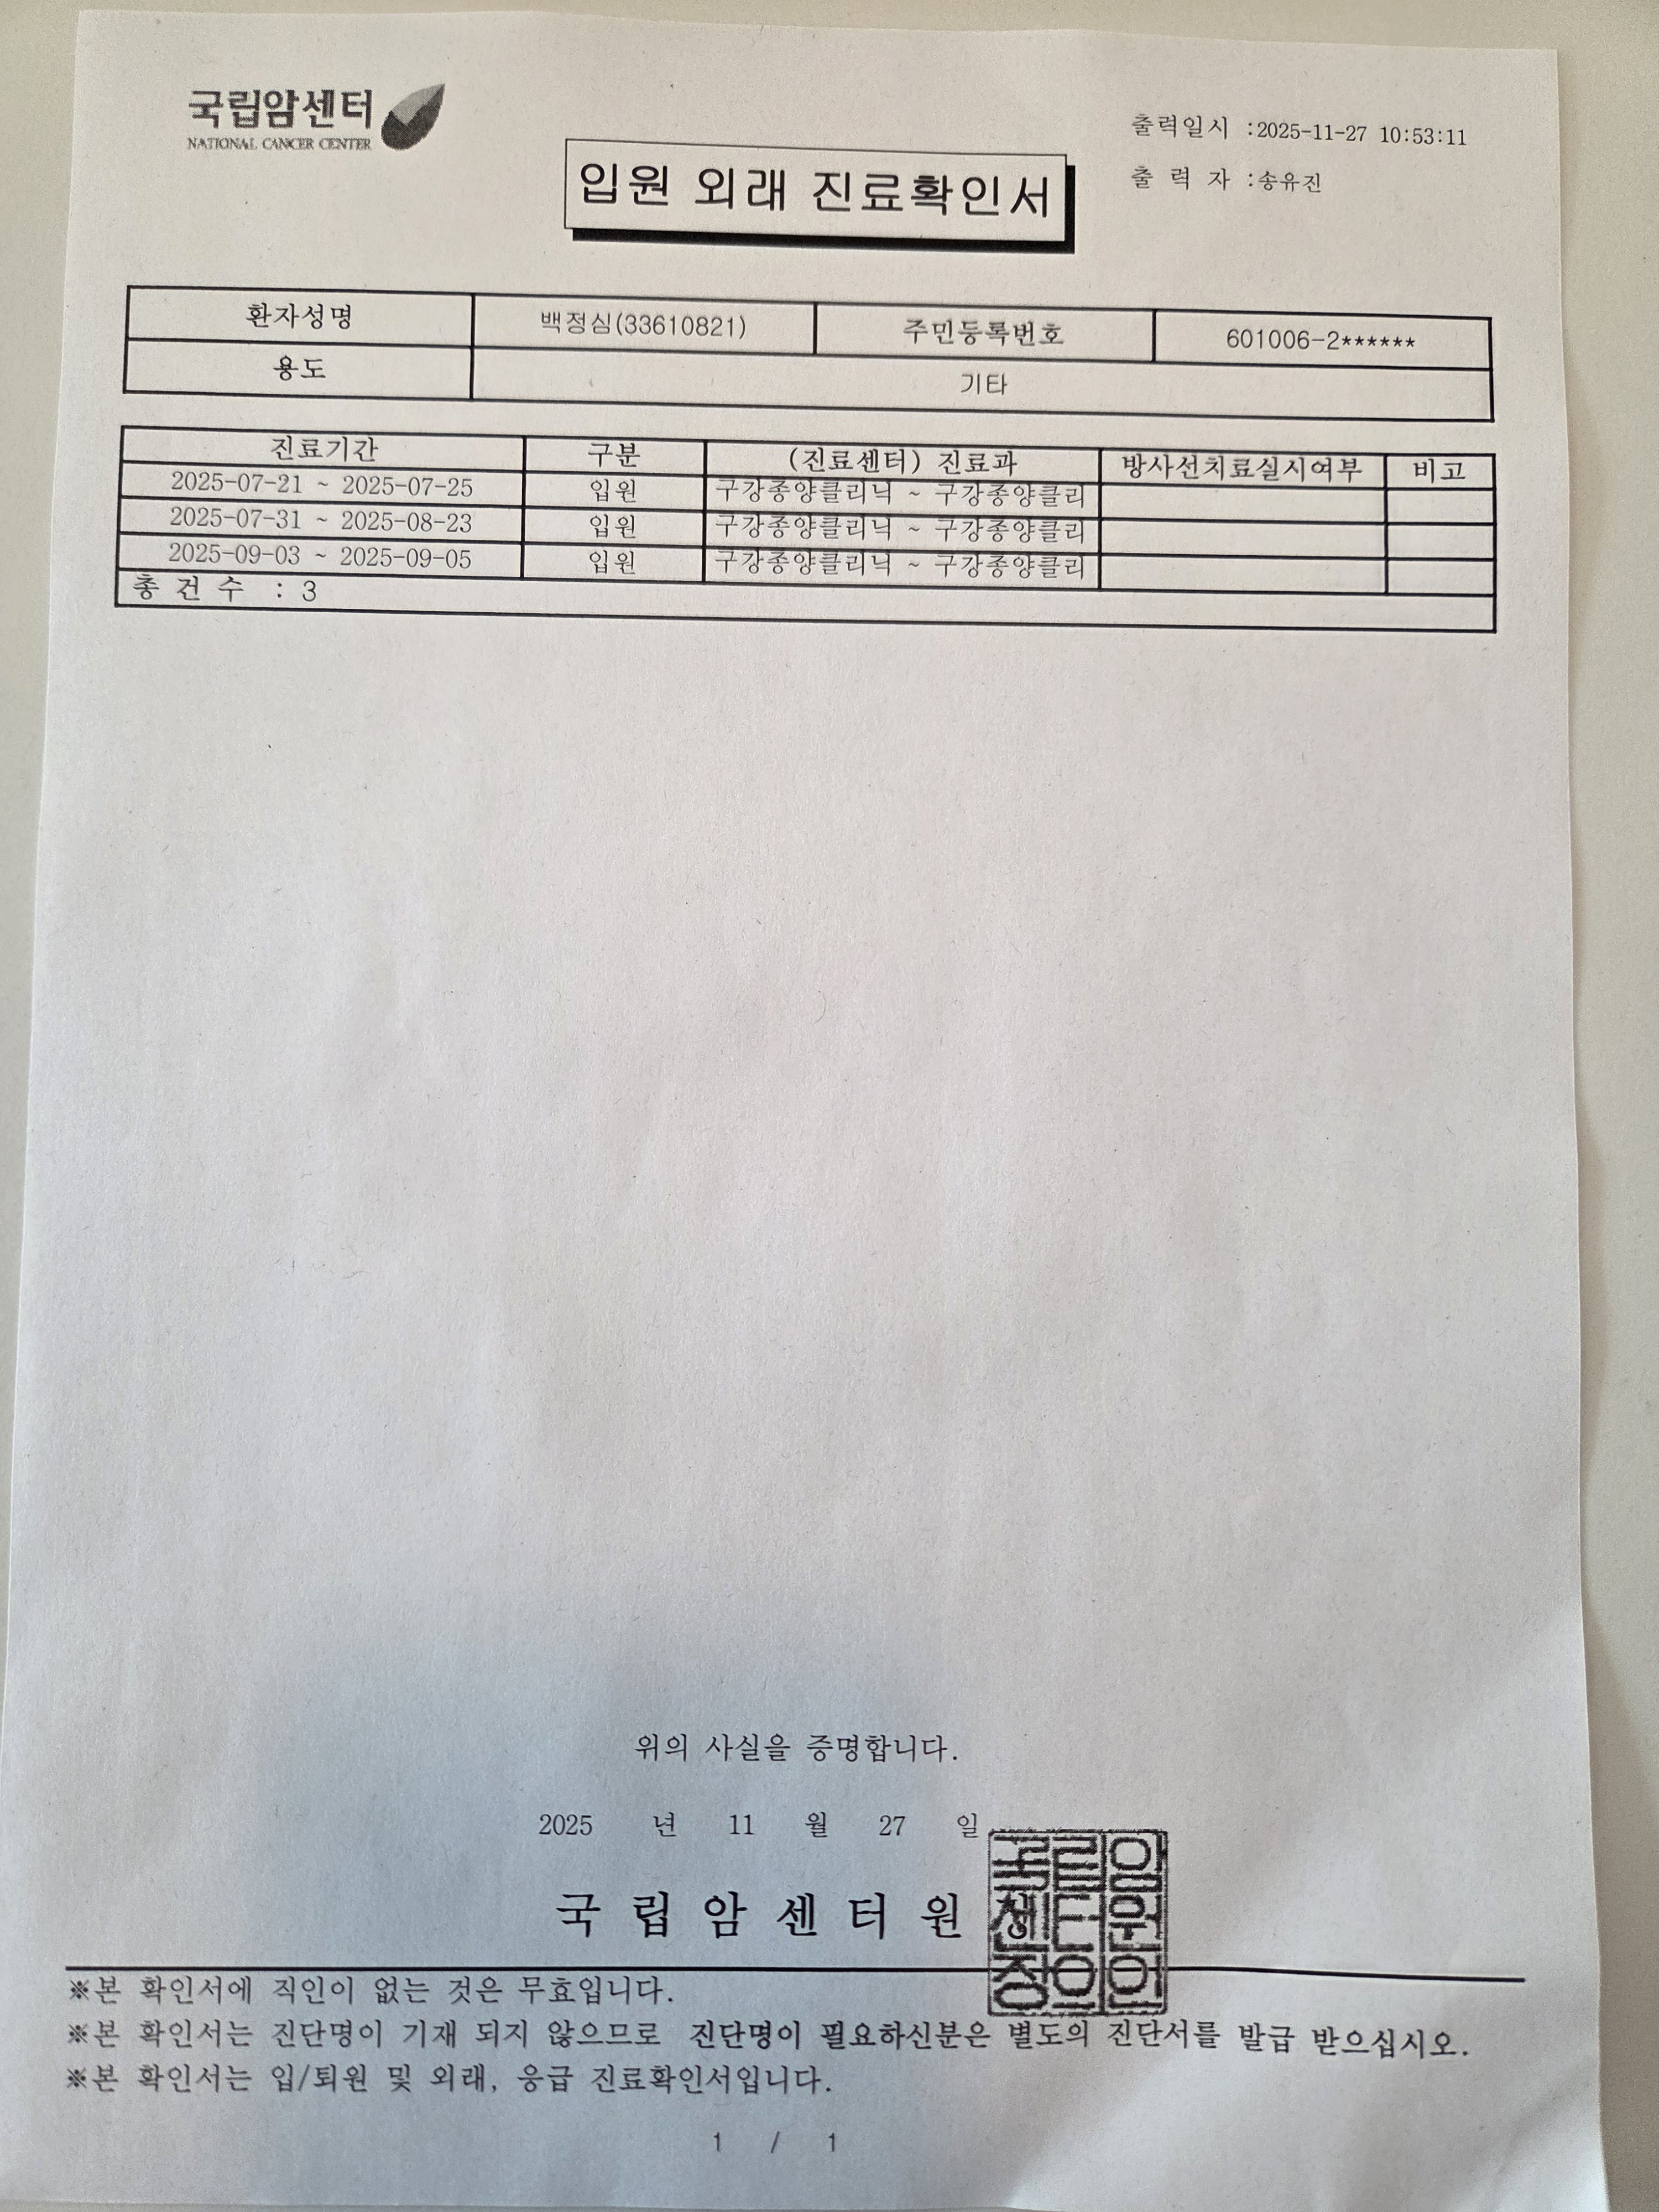 국립암센터
NATIONAL CANCER CENTER
출력일시 :2025-11-27 10:53:11
출 력 자 :송유진
입원 외래 진료확인서
환자성명 백정심(33610821) 주민등록번호 601006-2******
용도 기타
진료기간 구분 (진료센터) 진료과 방사선치료실시여부 비고
2025-07-21 ~ 2025-07-25 입원 구강종양클리닉 ~ 구강종양클리
2025-07-31 ~ 2025-08-23 입원 구강종양클리닉 ~ 구강종양클리
2025-09-03 ~ 2025-09-05 입원 구강종양클리닉 ~ 구강종양클리
총 건 수 : 3
위의 사실을 증명합니다.
2025 년 11 월 27 일
국 립 암 센 터 원 장
국립암
센터원
장의인
※본 확인서에 직인이 없는 것은 무효입니다.
※본 확인서는 진단명이 기재 되지 않으므로 진단명이 필요하신분은 별도의 진단서를 발급 받으십시오.
※본 확인서는 입/퇴원 및 외래, 응급 진료확인서입니다.
1 / 1